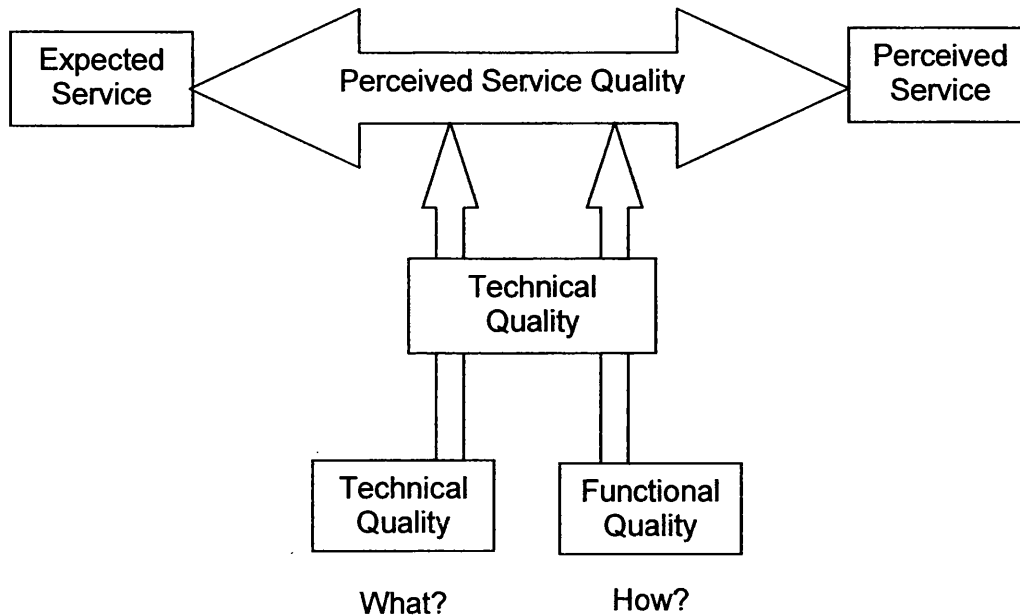 Expected
Service
Perceived Service Quality
Perceived
Service
Technical
Quality
Technical
Quality
Functional
Quality
What?
How?